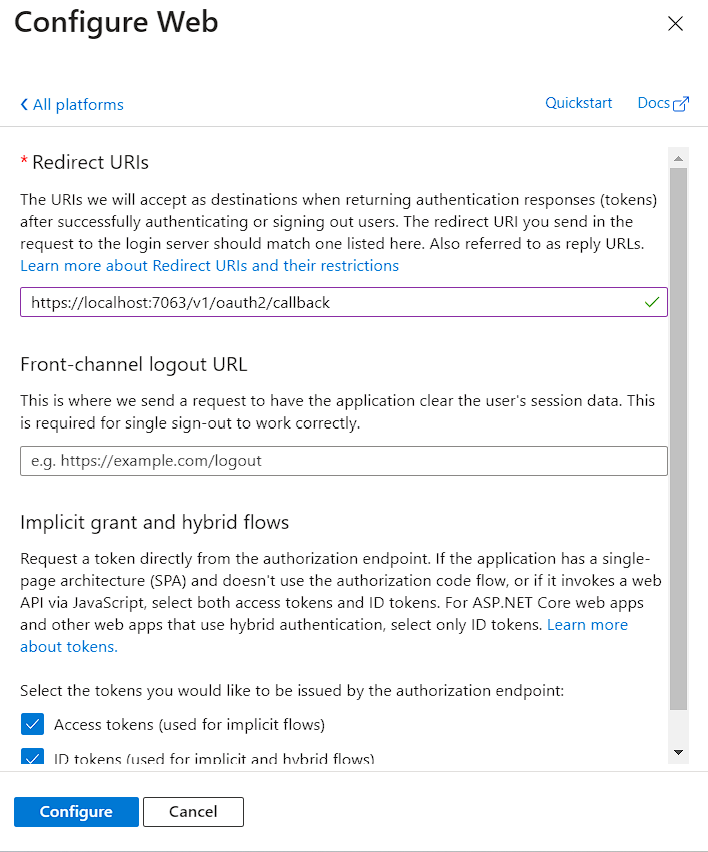 Configure Web
All platforms
Quickstart
Docs
* Redirect URIs
The URIs we will accept as destinations when returning authentication responses (tokens)
after successfully authenticating or signing out users. The redirect URI you send in the
request to the login server should match one listed here. Also referred to as reply URLs.
Learn more about Redirect URIs and their restrictions
https://localhost:7063/v1/oauth2/callback
Front-channel logout URL
This is where we send a request to have the application clear the user's session data. This
is required for single sign-out to work correctly.
e.g. https://example.com/logout
Implicit grant and hybrid flows
Request a token directly from the authorization endpoint. If the application has a single-
page architecture (SPA) and doesn't use the authorization code flow, or if it invokes a web
API via JavaScript, select both access tokens and ID tokens. For ASP.NET Core web apps
and other web apps that use hybrid authentication, select only ID tokens. Learn more
about tokens.
Select the tokens you would like to be issued by the authorization endpoint:
Access tokens (used for implicit flows)
ID tokens (used for implicit and hybrid flows)
Configure
Cancel